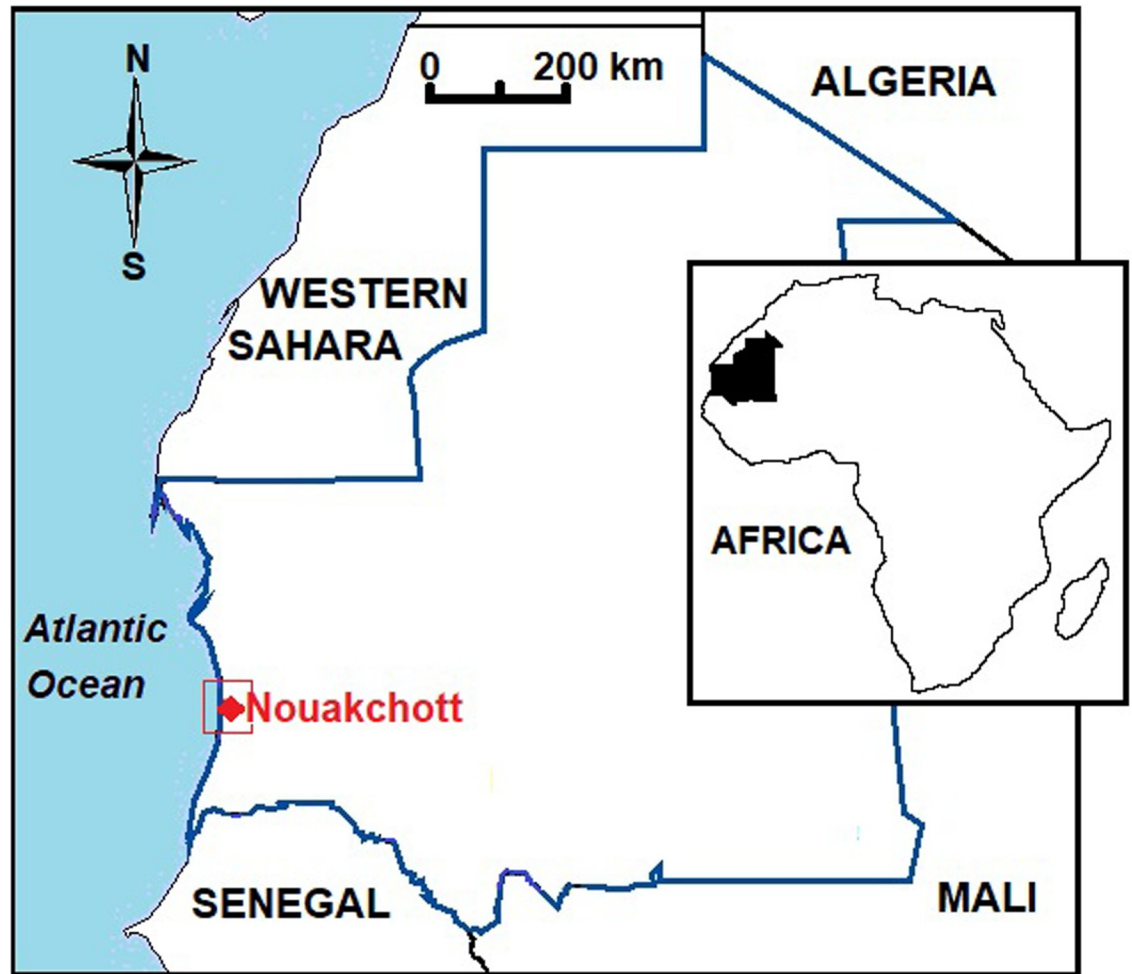 N
0 200 km
ALGERIA
S
WESTERN
SAHARA
AFRICA
Atlantic
Ocean
Nouakchott
SENEGAL
MALI